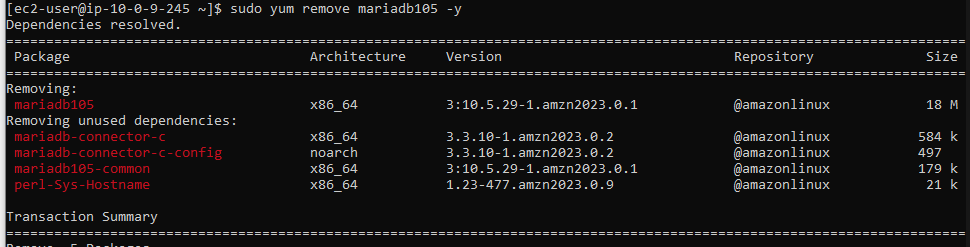 [ec2-user@ip-10-0-9-245 ~]$ sudo yum remove mariadb105 -y
Dependencies resolved.
================================================================================
Package Architecture Version Repository Size
================================================================================
Removing:
mariadb105 x86_64 3:10.5.29-1.amzn2023.0.1 @amazonlinux 18 M
Removing unused dependencies:
mariadb-connector-c x86_64 3.3.10-1.amzn2023.0.2 @amazonlinux 584 k
mariadb-connector-c-config noarch 3.3.10-1.amzn2023.0.2 @amazonlinux 497
mariadb105-common x86_64 3:10.5.29-1.amzn2023.0.1 @amazonlinux 179 k
perl-Sys-Hostname x86_64 1.23-477.amzn2023.0.9 @amazonlinux 21 k
Transaction Summary
================================================================================
Remove 5 Packages